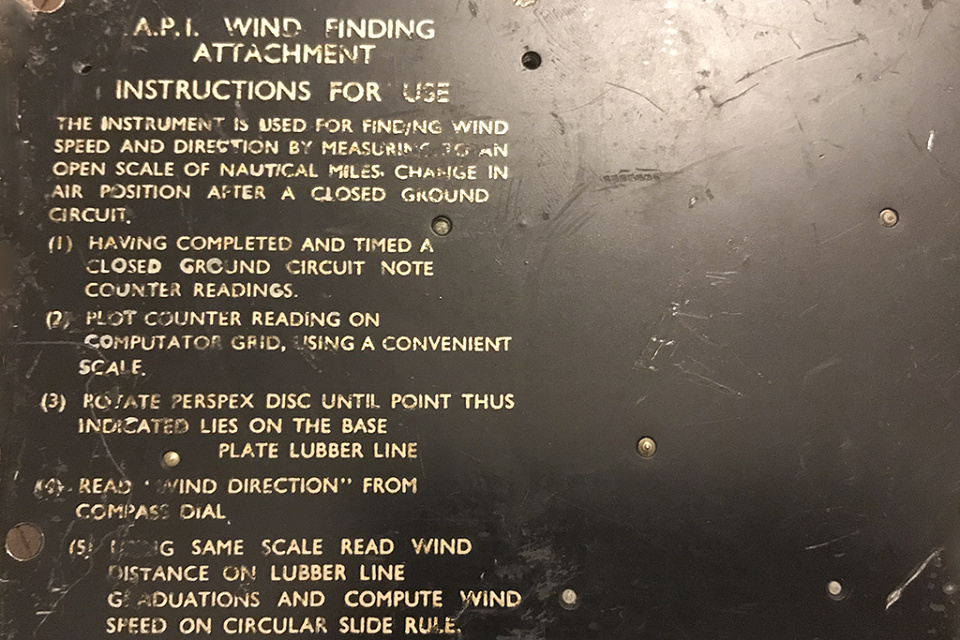 A.P.I. WIND FINDING
ATTACHMENT
INSTRUCTIONS FOR USE
THE INSTRUMENT IS USED FOR FINDING WIND
SPEED AND DIRECTION BY MEASURING TO AN
OPEN SCALE OF NAUTICAL MILES. CHANGE IN
AIR POSITION AFTER A CLOSED GROUND
CIRCUIT.
(1) HAVING COMPLETED AND TIMED A
CLOSED GROUND CIRCUIT NOTE
COUNTER READINGS.
(2) PLOT COUNTER READING ON
COMPUTATOR GRID, USING A CONVENIENT
SCALE.
(3) ROTATE PERSPEX DISC UNTIL POINT THUS
INDICATED LIES ON THE BASE
PLATE LUBBER LINE
(4) READ "WIND DIRECTION" FROM
COMPASS DIAL.
(5) USING SAME SCALE READ WIND
DISTANCE ON LUBBER LINE
GRADUATIONS AND COMPUTE WIND
SPEED ON CIRCULAR SLIDE RULE.